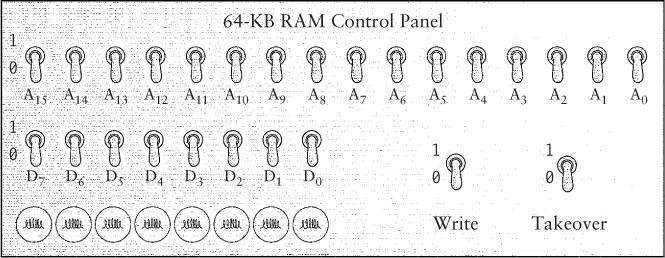 64-KB RAM Control Panel
1
0
A15 A14 A13 A12 A11 A10 A9 A8 A7 A6 A5 A4 A3 A2 A1 A0
1
0
D7 D6 D5 D4 D3 D2 D1 D0
1 1
0 0
Write Takeover